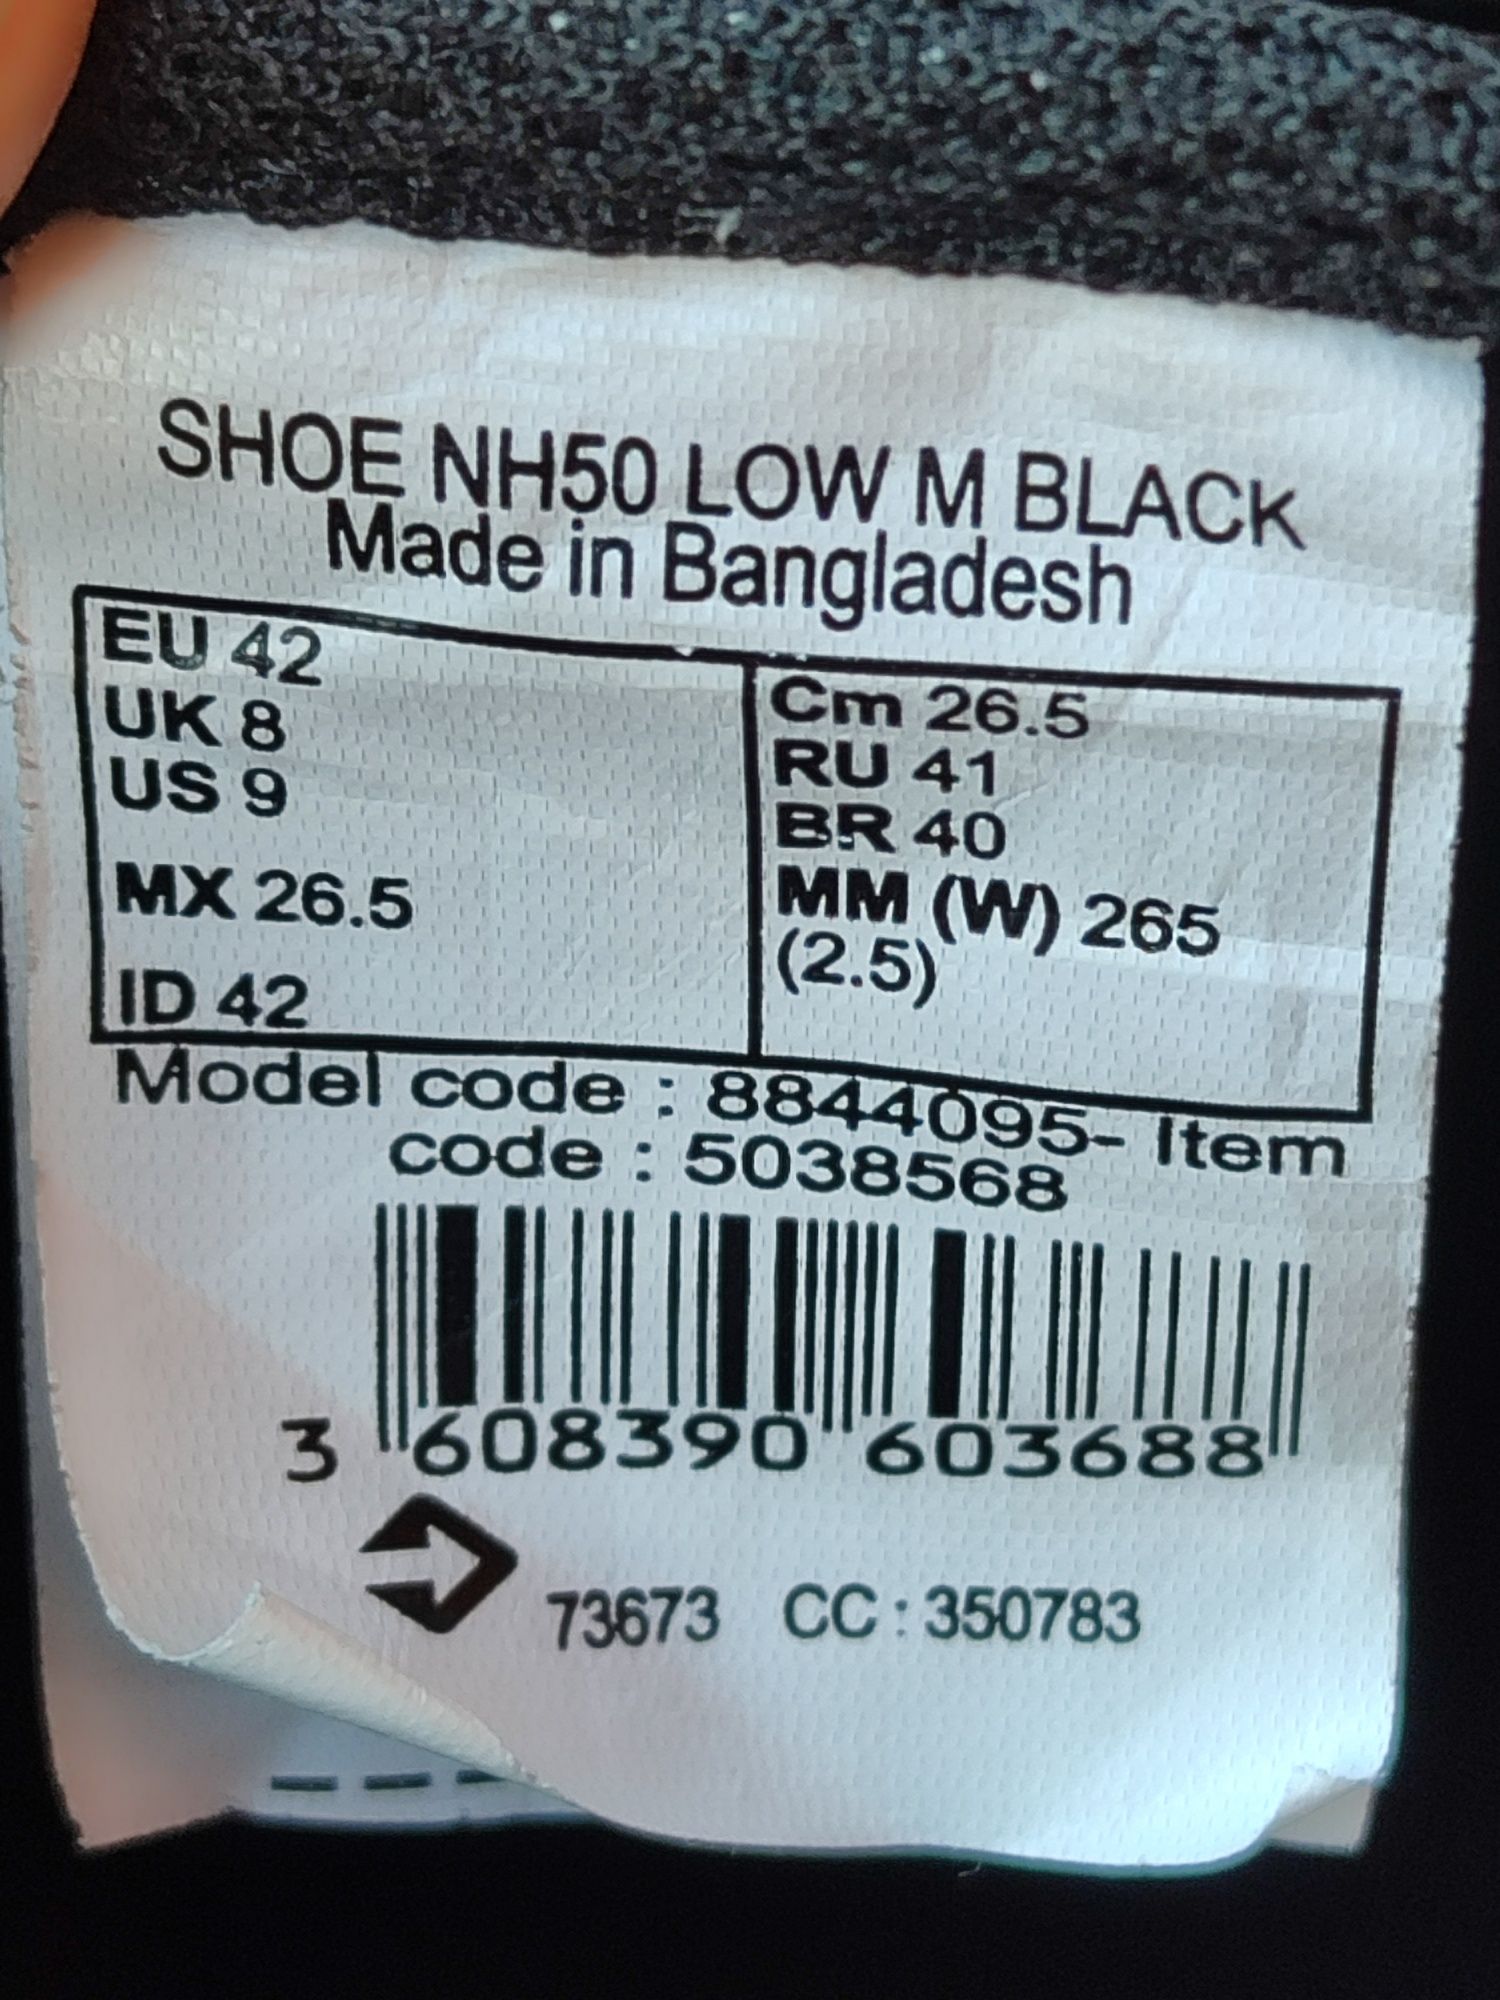 SHOE NH50 LOW M BLACK
Made in Bangladesh
EU 42
UK 8
US 9
MX 26.5
ID 42
Cm 26.5
RU 41
BR 40
MM (W) 265
(2.5)
Model code : 8844095- Item
code : 5038568
3 608390 603688
73673 CC : 350783